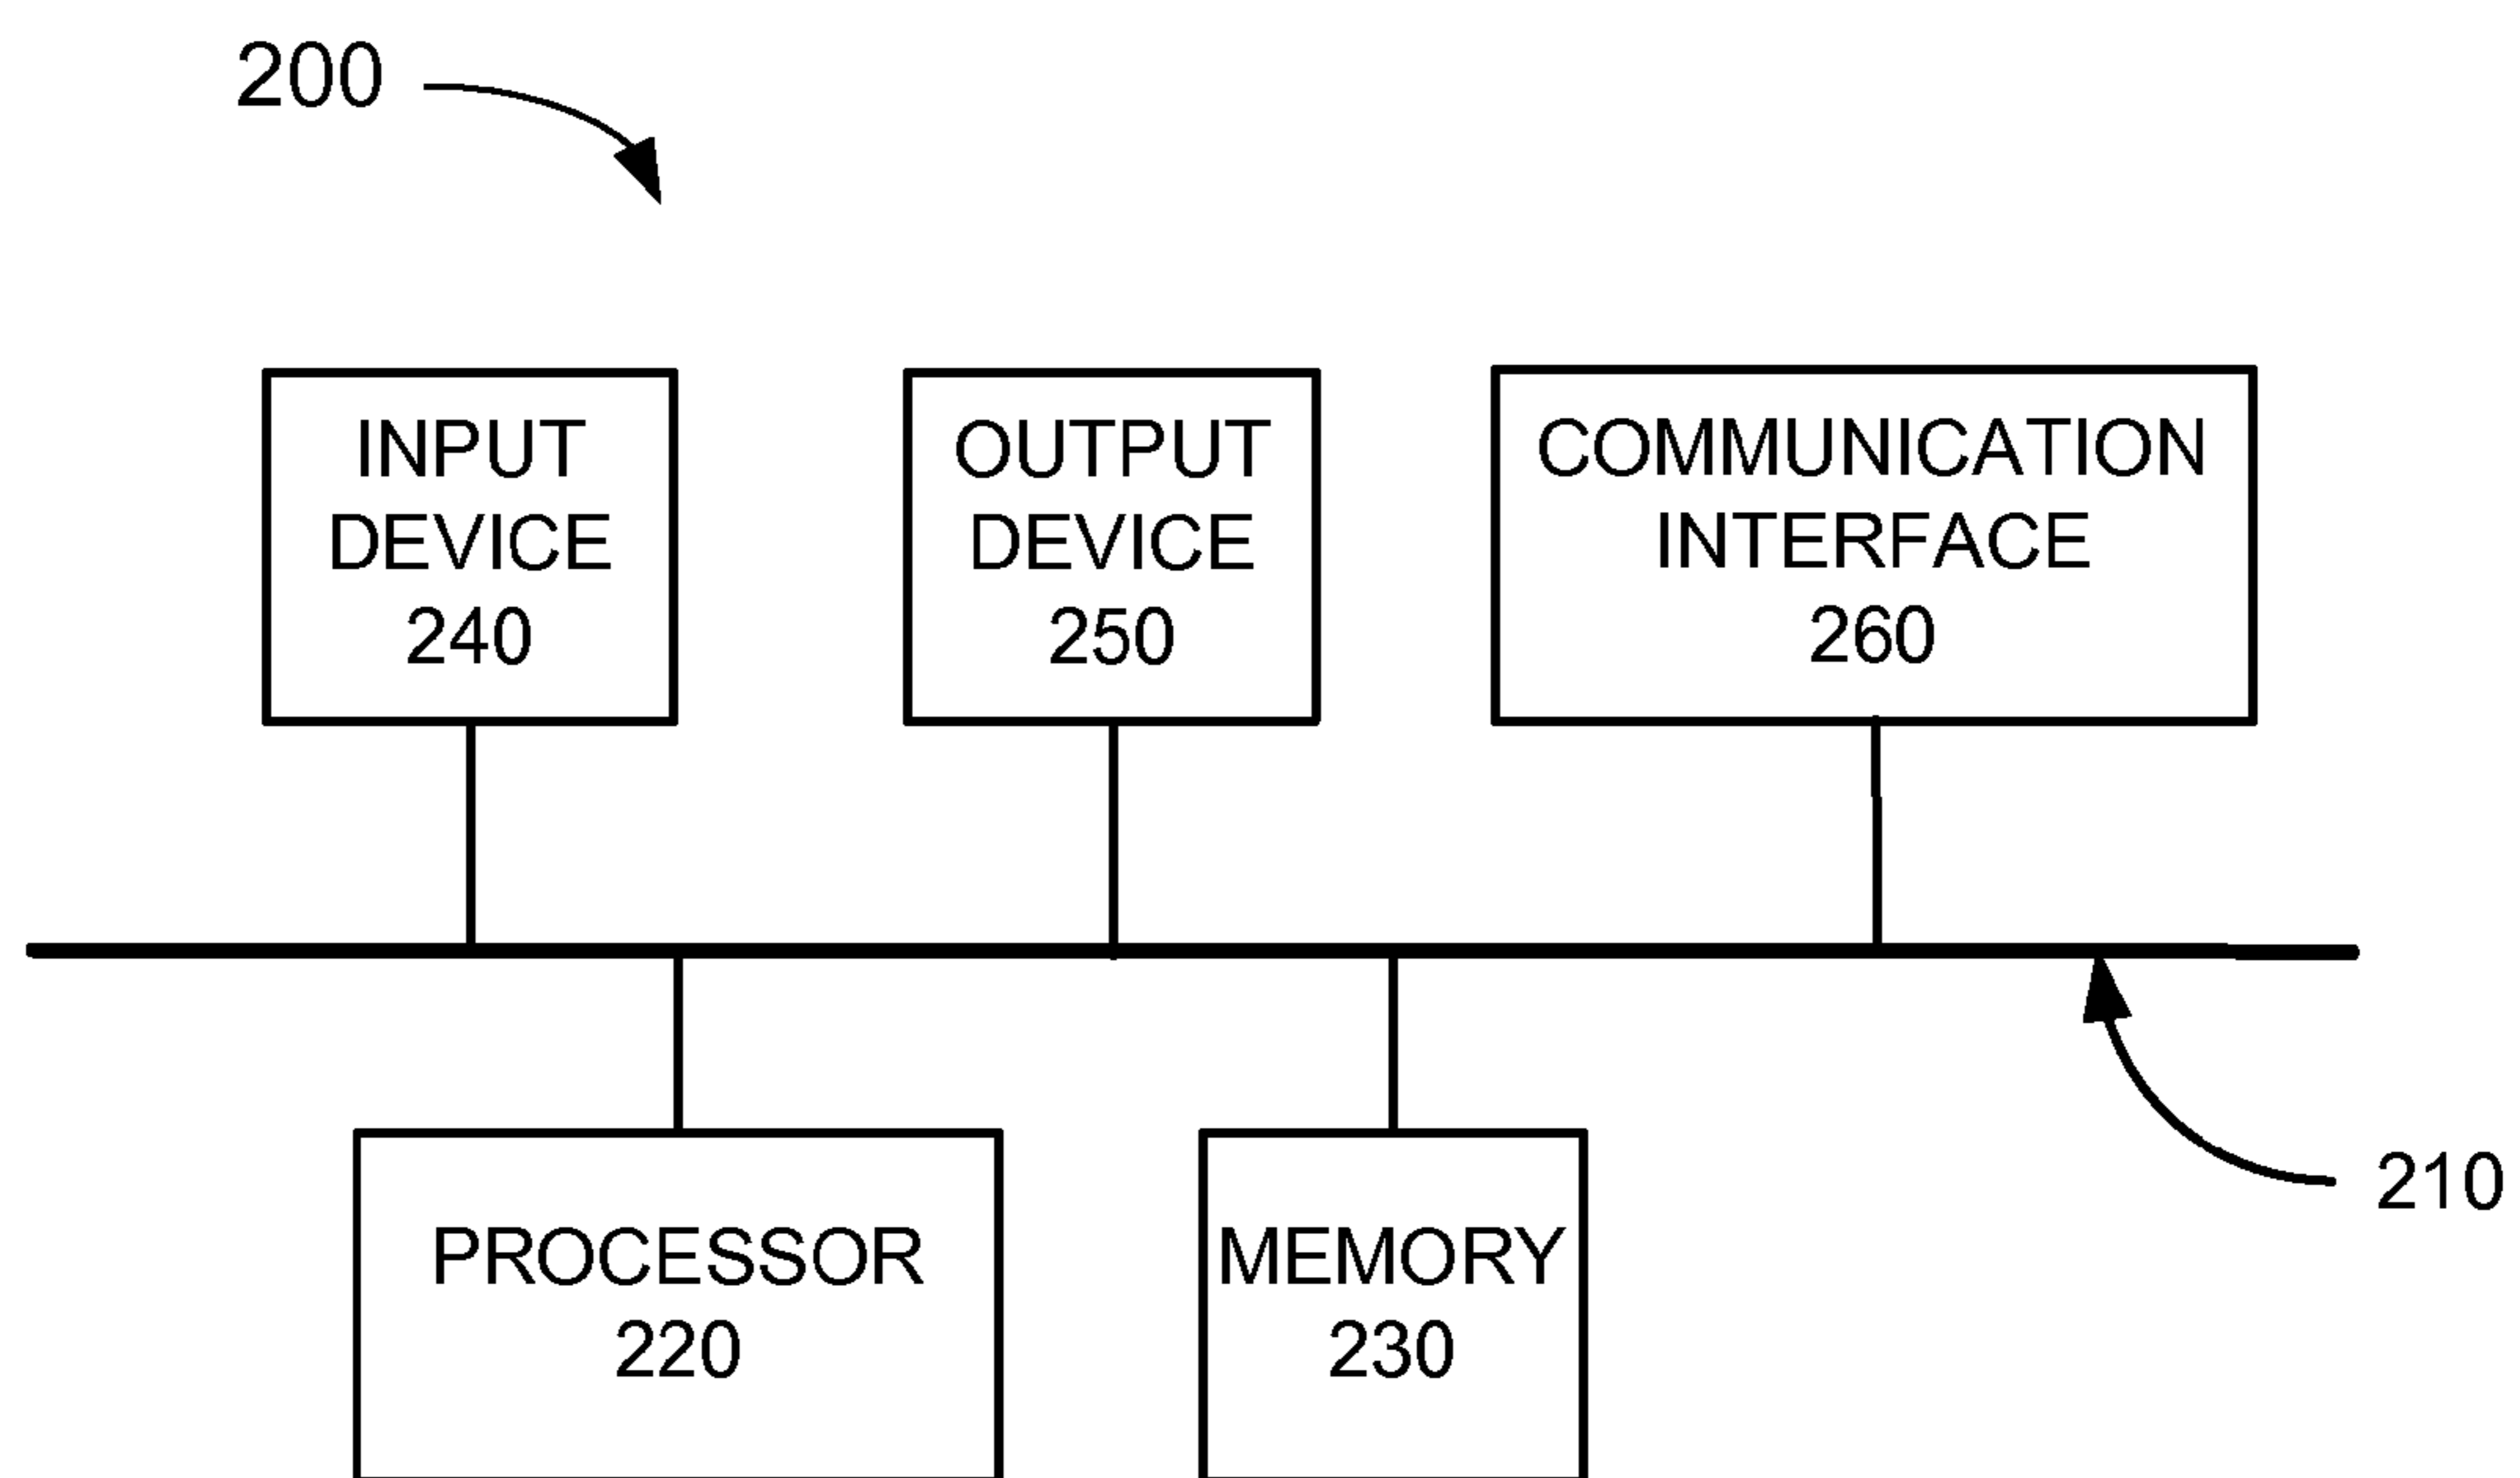 200
INPUT
DEVICE
240
OUTPUT
DEVICE
250
COMMUNICATION
INTERFACE
260
PROCESSOR
220
MEMORY
230
210